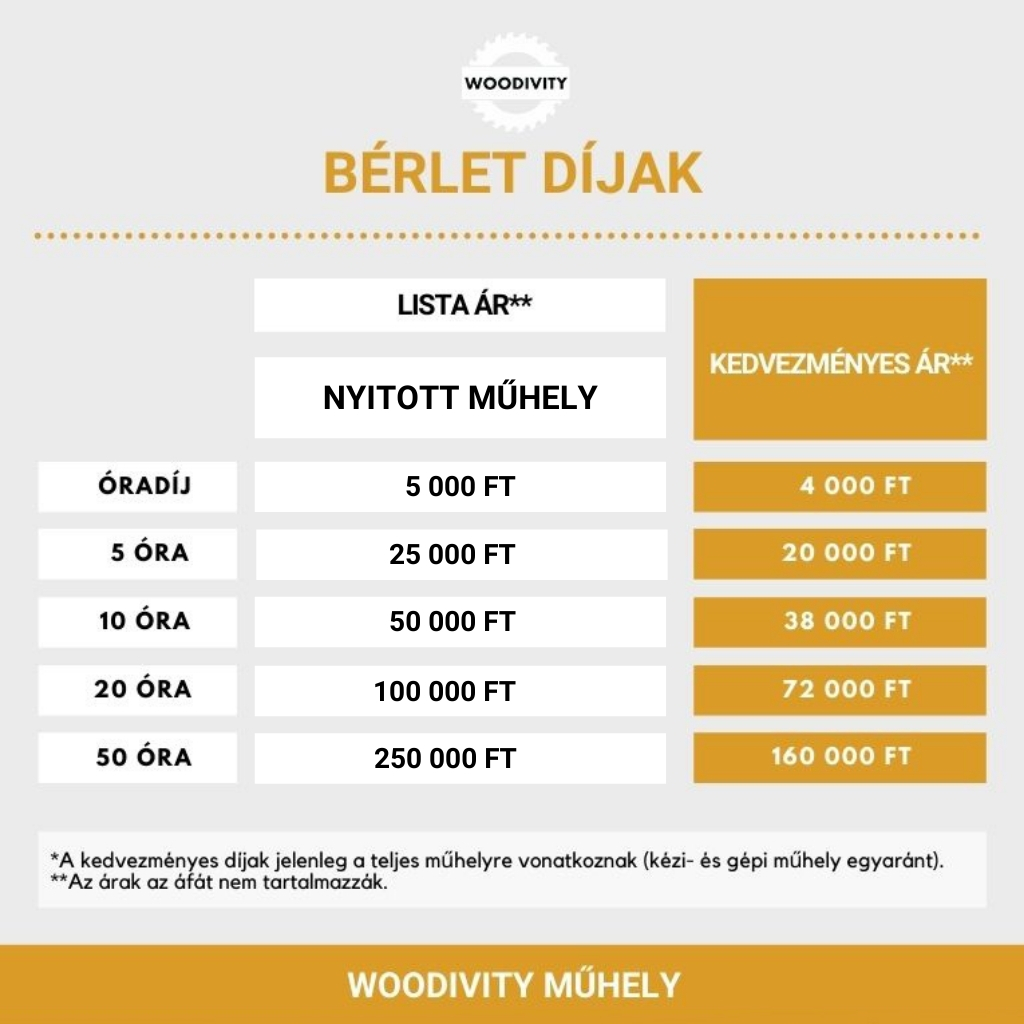 WOODIVITY
BÉRLET DÍJAK
LISTA ÁR**
KEDVEZMÉNYES ÁR**
NYITOTT MŰHELY
ÓRADÍJ 5 000 FT 4 000 FT
5 ÓRA 25 000 FT 20 000 FT
10 ÓRA 50 000 FT 38 000 FT
20 ÓRA 100 000 FT 72 000 FT
50 ÓRA 250 000 FT 160 000 FT
*A kedvezményes díjak jelenleg a teljes műhelyre vonatkoznak (kézi- és gépi műhely egyaránt).
**Az árak az áfát nem tartalmazzák.
WOODIVITY MŰHELY